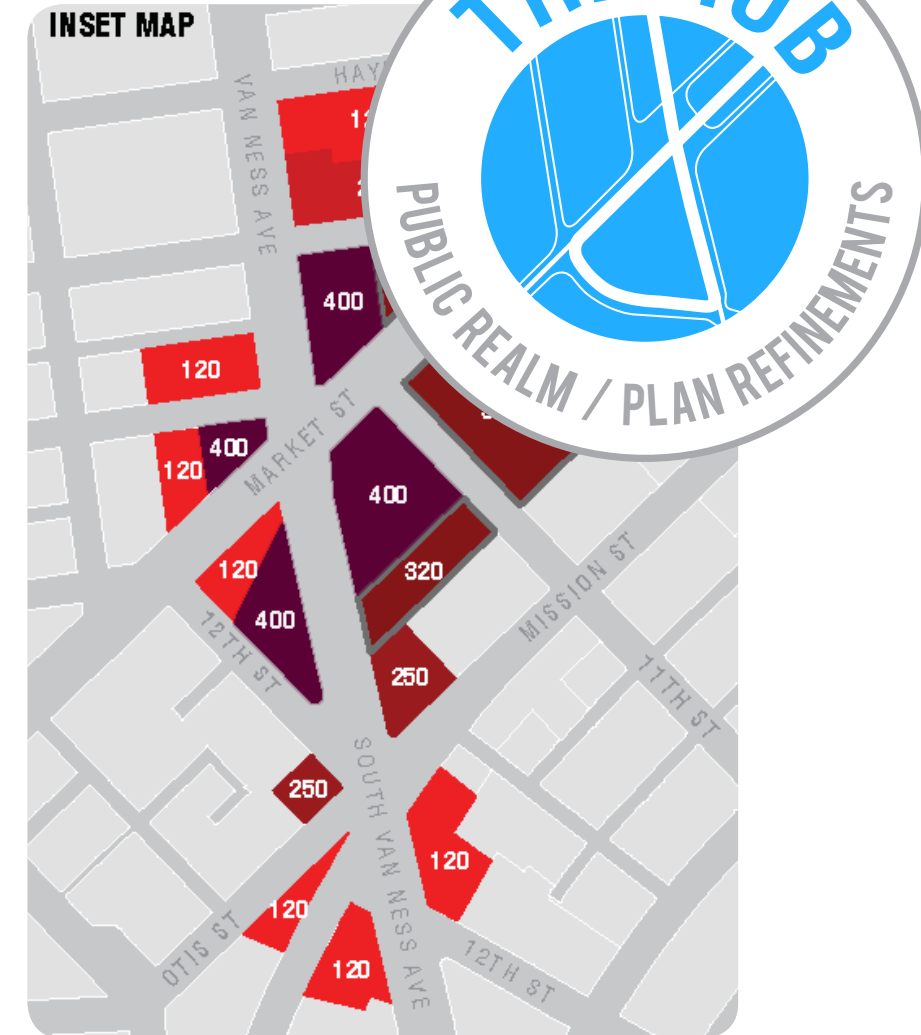 INSET MAP
VAN NESS AVE
PUBLIC REALM / PLAN REFINEMENTS
400
120
MARKET ST
400
120
400
120
320
400
MISSION ST
12TH ST
250
11TH ST
SOUTH VAN NESS AVE
250
120
120
OTIS ST
120
12TH ST